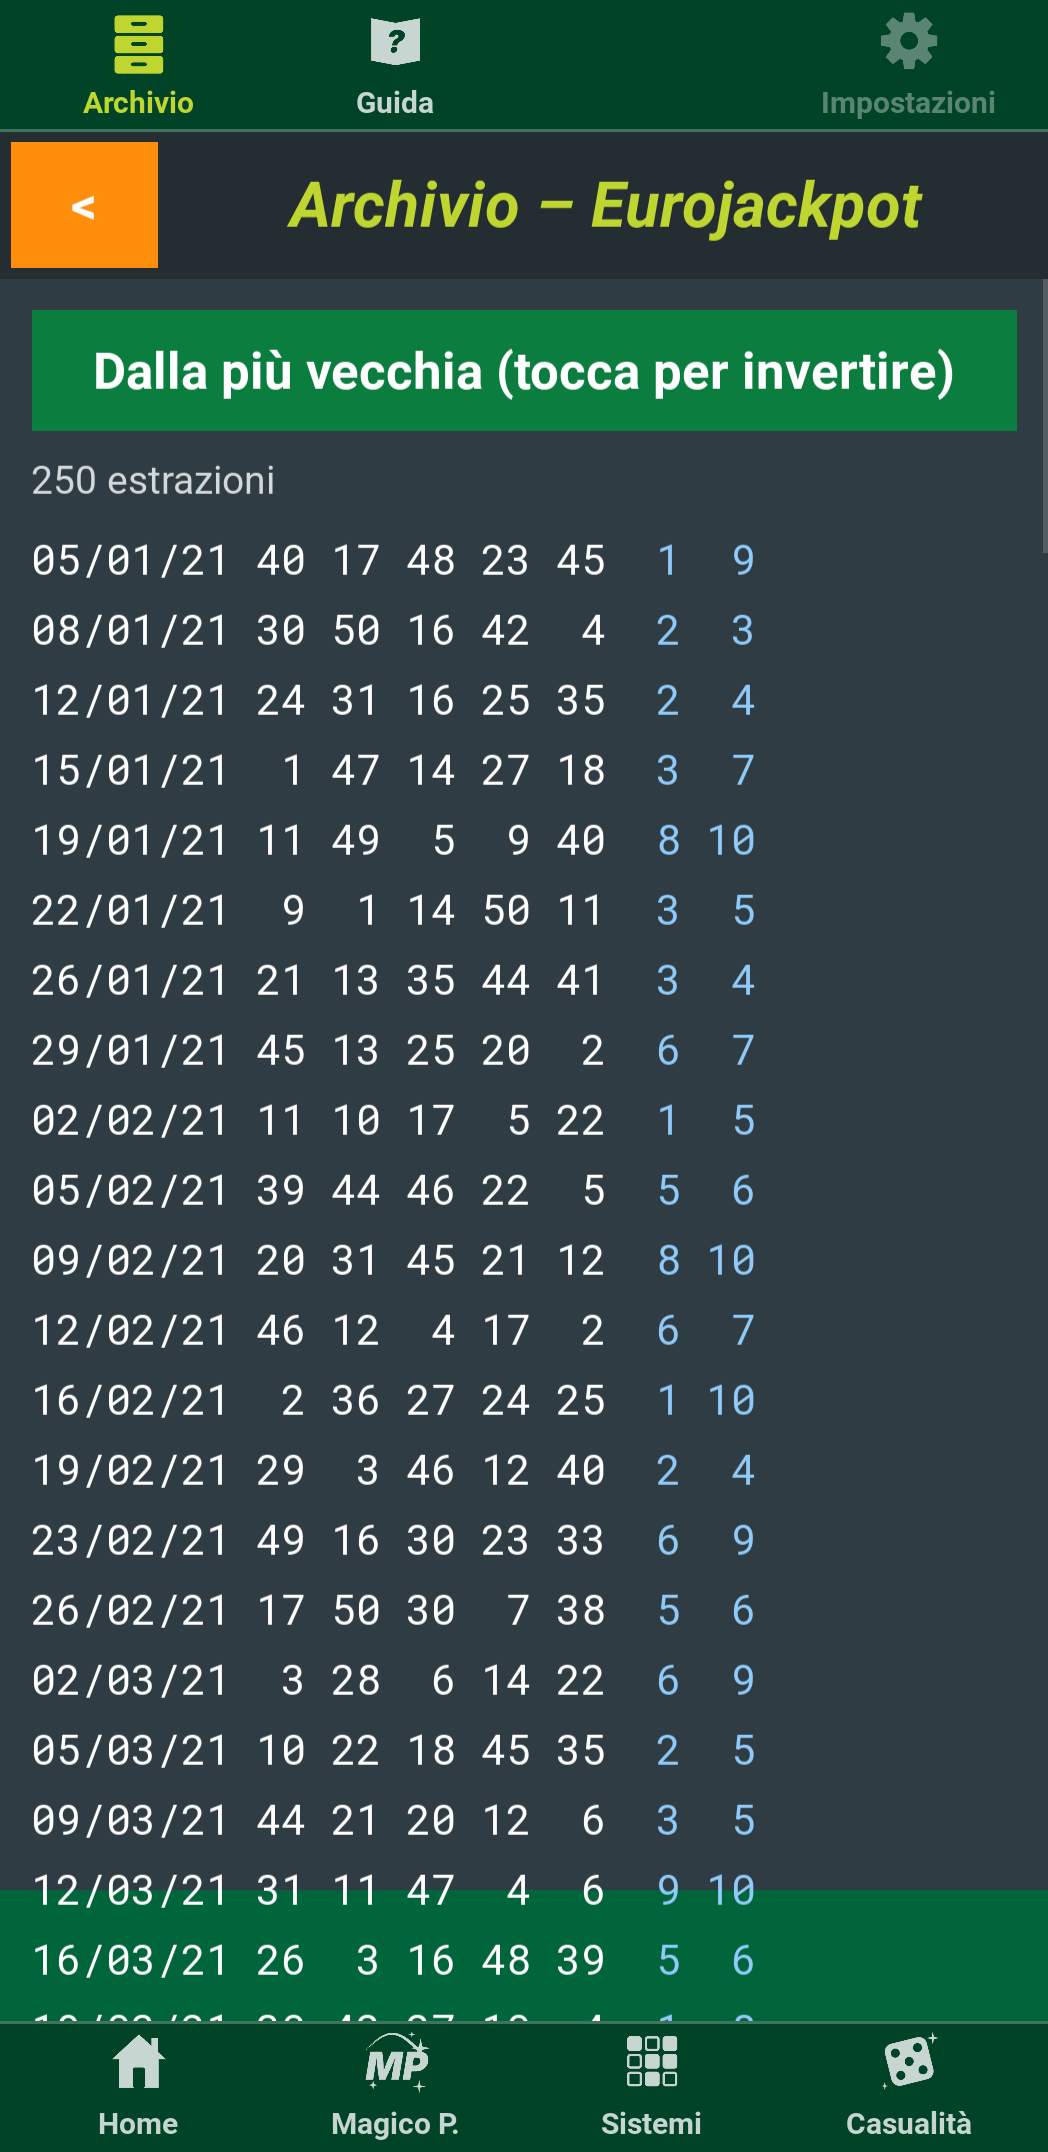 Archivio Guida Impostazioni
< Archivio – Eurojackpot
Dalla più vecchia (tocca per invertire)
250 estrazioni
05/01/21 40 17 48 23 45 1 9
08/01/21 30 50 16 42 4 2 3
12/01/21 24 31 16 25 35 2 4
15/01/21 1 47 14 27 18 3 7
19/01/21 11 49 5 9 40 8 10
22/01/21 9 1 14 50 11 3 5
26/01/21 21 13 35 44 41 3 4
29/01/21 45 13 25 20 2 6 7
02/02/21 11 10 17 5 22 1 5
05/02/21 39 44 46 22 5 5 6
09/02/21 20 31 45 21 12 8 10
12/02/21 46 12 4 17 2 6 7
16/02/21 2 36 27 24 25 1 10
19/02/21 29 3 46 12 40 2 4
23/02/21 49 16 30 23 33 6 9
26/02/21 17 50 30 7 38 5 6
02/03/21 3 28 6 14 22 6 9
05/03/21 10 22 18 45 35 2 5
09/03/21 44 21 20 12 6 3 5
12/03/21 31 11 47 4 6 9 10
16/03/21 26 3 16 48 39 5 6
MP
Home Magico P. Sistemi Casualità